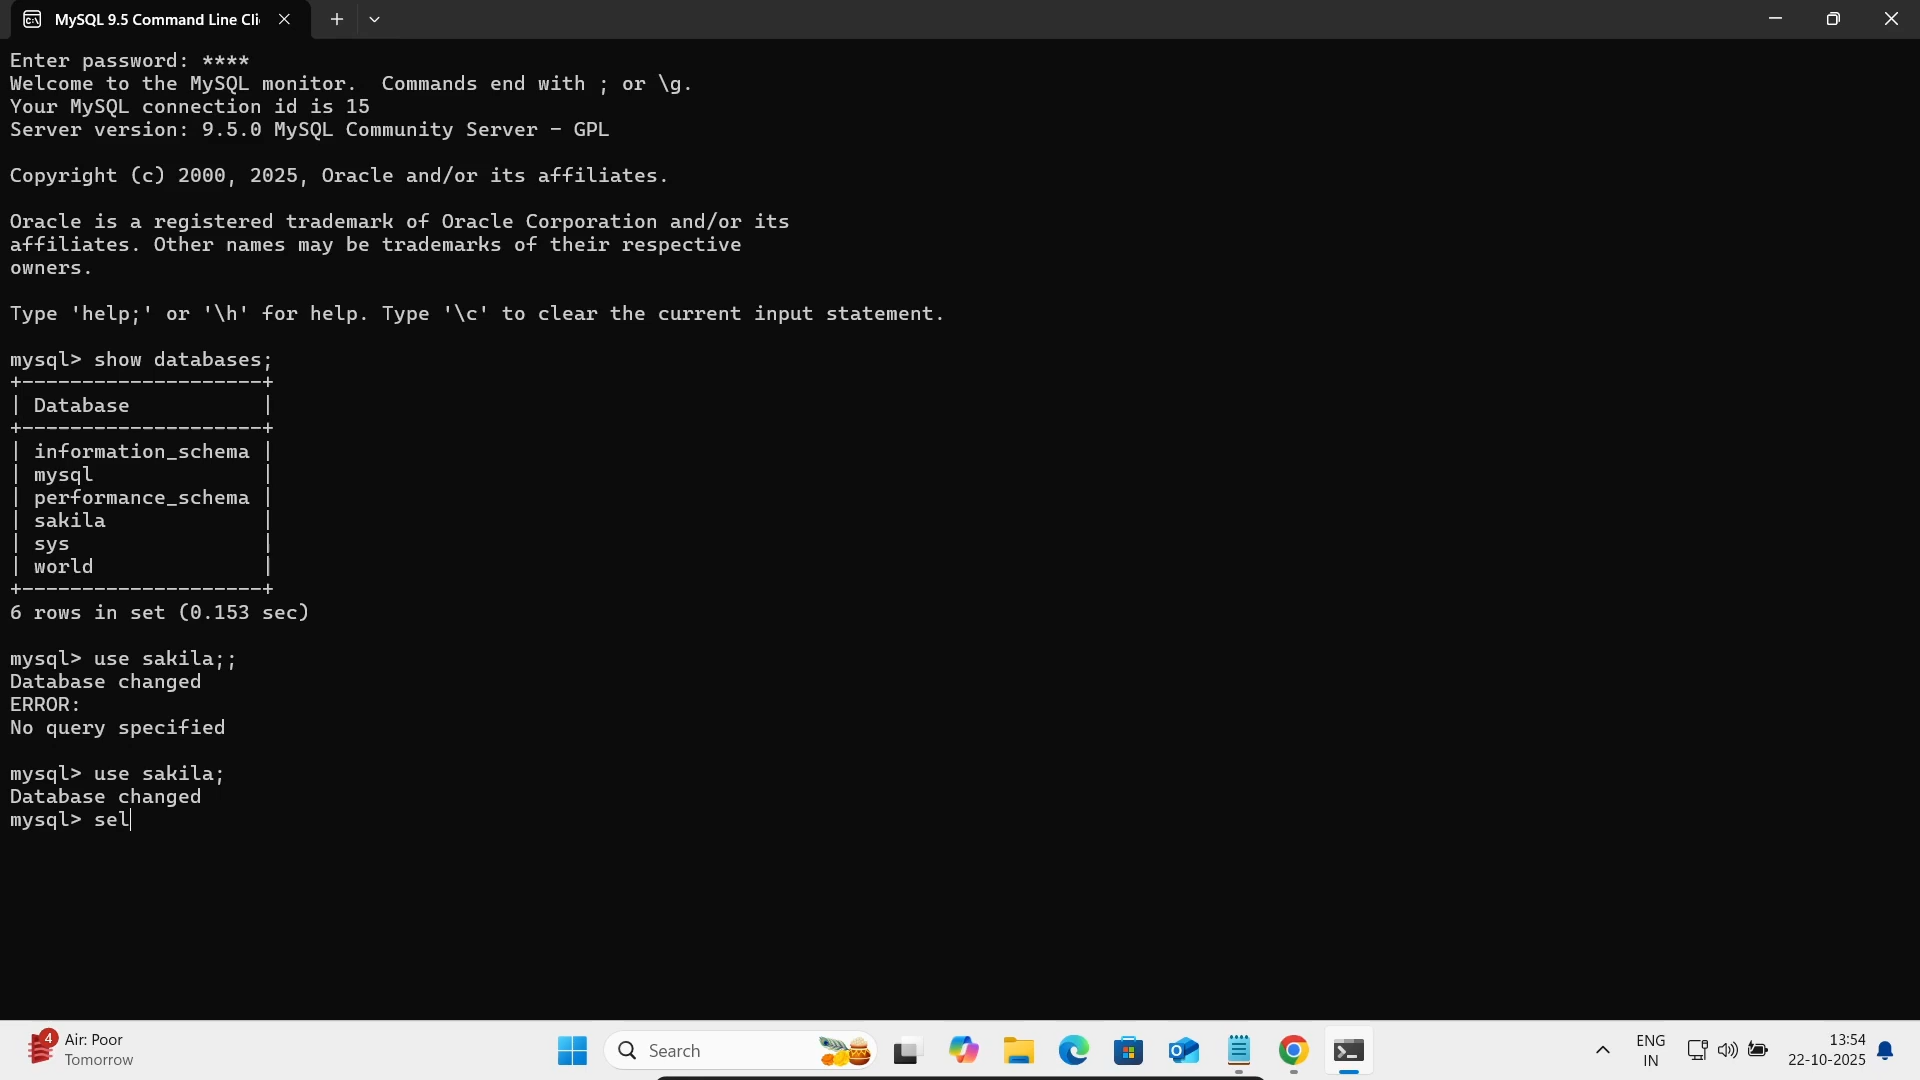 MySQL 9.5 Command Line Cli
Enter password: ****
Welcome to the MySQL monitor.  Commands end with ; or \g.
Your MySQL connection id is 15
Server version: 9.5.0 MySQL Community Server - GPL
Copyright (c) 2000, 2025, Oracle and/or its affiliates.
Oracle is a registered trademark of Oracle Corporation and/or its
affiliates. Other names may be trademarks of their respective
owners.
Type 'help;' or '\h' for help. Type '\c' to clear the current input statement.
mysql> show databases;
+--------------------+
| Database           |
+--------------------+
| information_schema |
| mysql              |
| performance_schema |
| sakila             |
| sys                |
| world              |
+--------------------+
6 rows in set (0.153 sec)
mysql> use sakila;;
Database changed
ERROR:
No query specified
mysql> use sakila;
Database changed
mysql> sel
4
Air: Poor
Tomorrow
Search
ENG
IN
13:54
22-10-2025